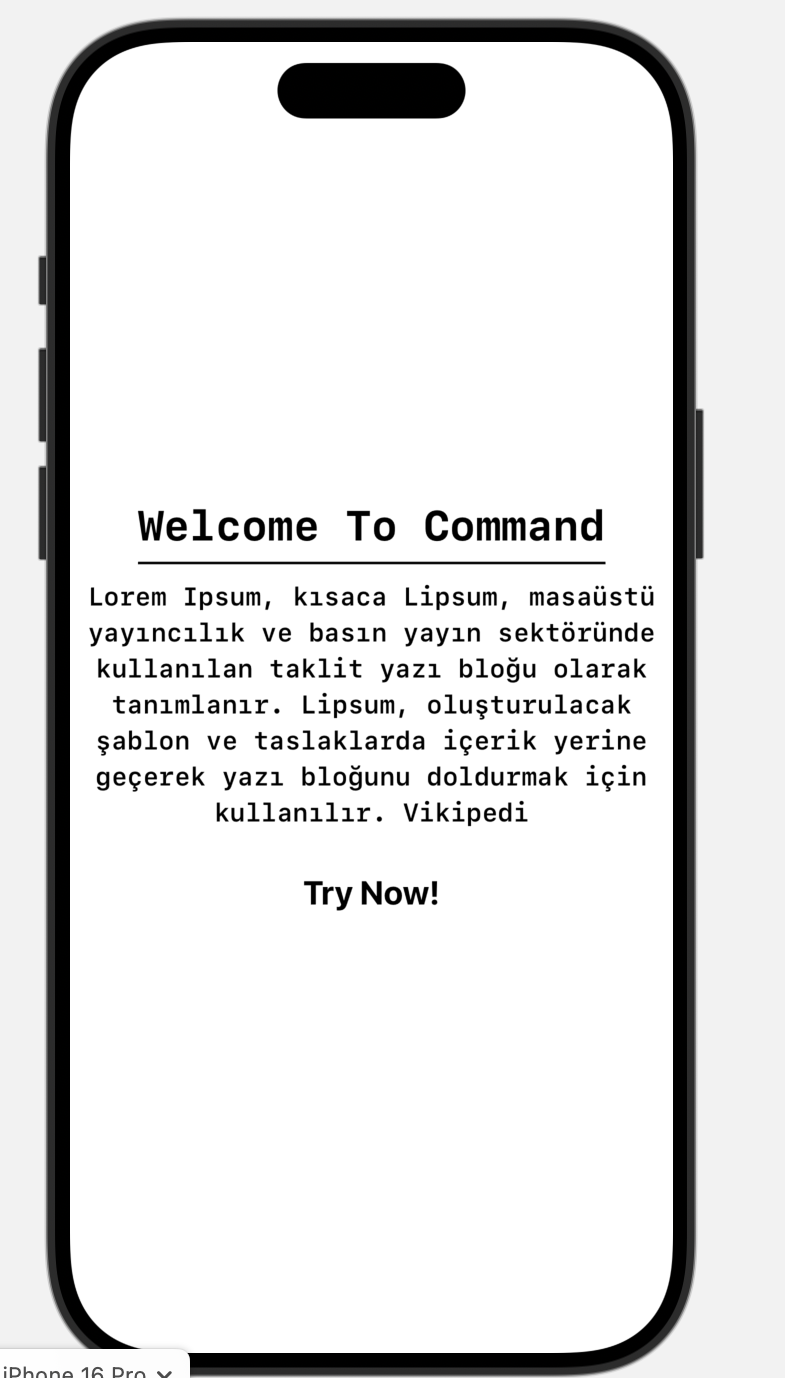 Welcome To Command
Lorem Ipsum, kısaca Lipsum, masaüstü
yayıncılık ve basın yayın sektöründe
kullanılan taklit yazı bloğu olarak
tanımlanır. Lipsum, oluşturulacak
şablon ve taslaklarda içerik yerine
geçerek yazı bloğunu doldurmak için
kullanılır. Vikipedi
Try Now!
iPhone 16 Pro